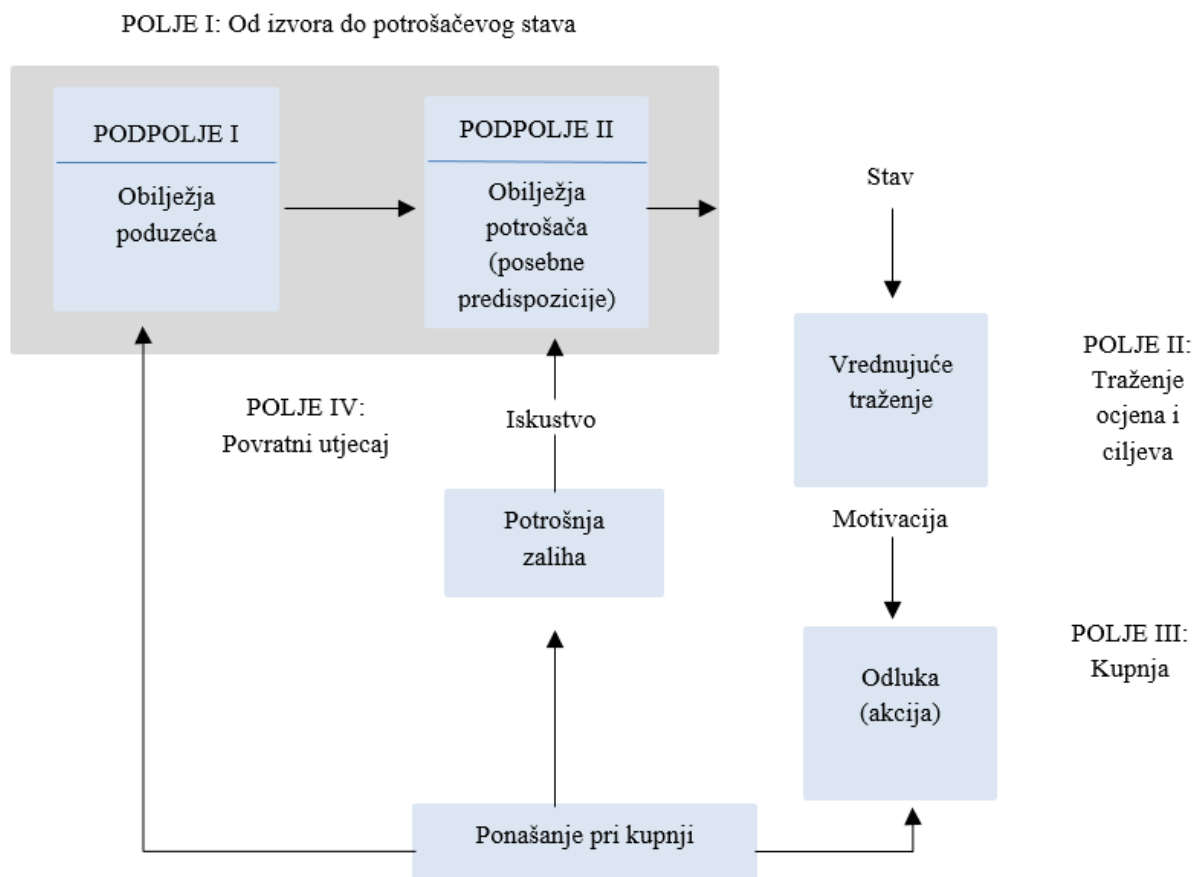 POLJE I: Od izvora do potrošačevog stava
PODPOLJE I
Obilježja
poduzeća
PODPOLJE II
Obilježja
potrošača
(posebne
predispozicije)
Stav
Vrednujuće
traženje
POLJE II:
Traženje
ocjena i
ciljeva
POLJE IV:
Povratni utjecaj
Iskustvo
Potrošnja
zaliha
Motivacija
Odluka
(akcija)
POLJE III:
Kupnja
Ponašanje pri kupnji